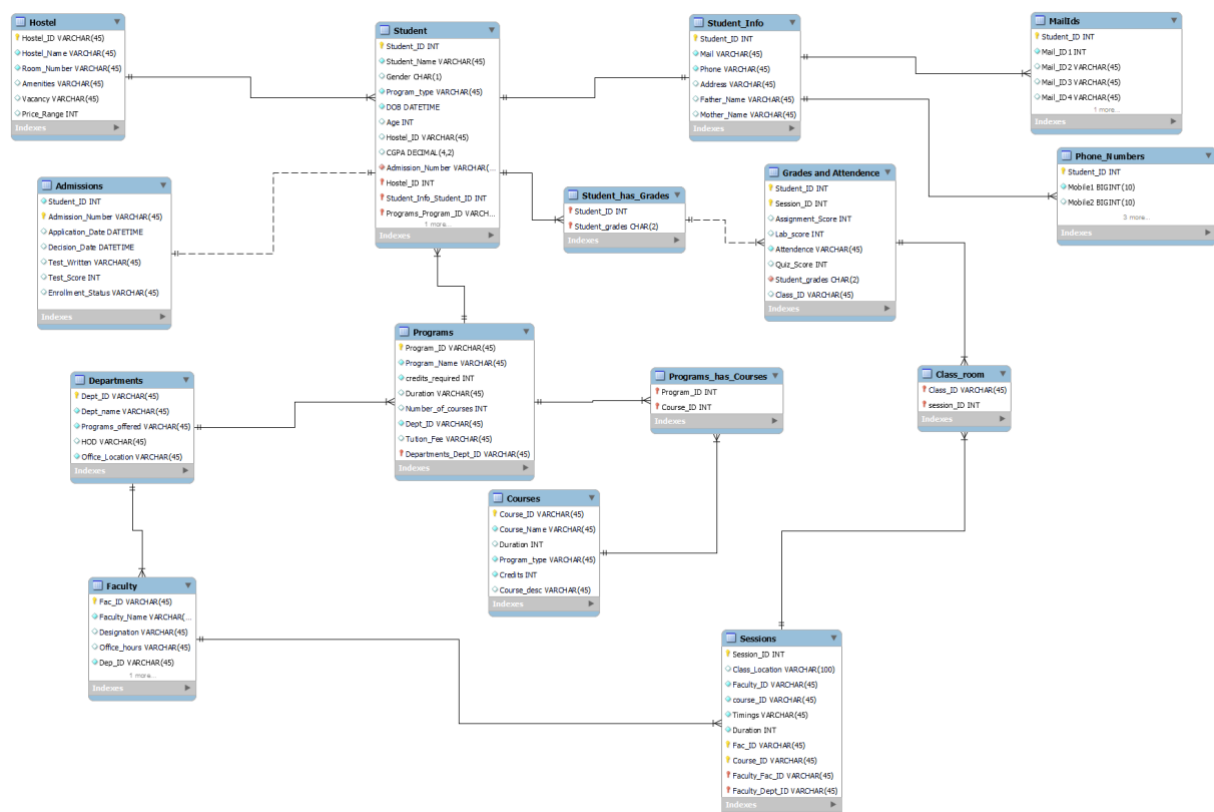 Hostel
Hostel_ID VARCHAR(45)
Hostel_Name VARCHAR(45)
Room_Number VARCHAR(45)
Amenities VARCHAR(45)
Vacancy VARCHAR(45)
Price_Range INT
Indexes
Student
Student_ID INT
Student_Name VARCHAR(45)
Gender CHAR(1)
Program_type VARCHAR(45)
DOB DATETIME
Age INT
Hostel_ID VARCHAR(45)
CGPA DECIMAL(4,2)
Admission_Number VARCHAR(...
Hostel_ID INT
Student_Info_Student_ID INT
Programs_Program_ID VARCH...
1 more...
Indexes
Student_Info
Student_ID INT
Mail VARCHAR(45)
Phone VARCHAR(45)
Address VARCHAR(45)
Father_Name VARCHAR(45)
Mother_Name VARCHAR(45)
Indexes
MailIds
Student_ID INT
Mail_ID1 INT
Mail_ID2 VARCHAR(45)
Mail_ID3 VARCHAR(45)
Mail_ID4 VARCHAR(45)
1 more...
Indexes
Phone_Numbers
Student_ID INT
Mobile1 BIGINT(10)
Mobile2 BIGINT(10)
3 more...
Indexes
Admissions
Student_ID INT
Admission_Number VARCHAR(45)
Application_Date DATETIME
Decision_Date DATETIME
Test_Written VARCHAR(45)
Test_Score INT
Enrollment_Status VARCHAR(45)
Indexes
Student_has_Grades
Student_ID INT
Student_grades CHAR(2)
Indexes
Grades and Attendence
Student_ID INT
Session_ID INT
Assignment_Score INT
Lab_score INT
Attendence VARCHAR(45)
Quiz_Score INT
Student_grades CHAR(2)
Class_ID VARCHAR(45)
Indexes
Programs
Program_ID VARCHAR(45)
Program_Name VARCHAR(45)
credits_required INT
Duration VARCHAR(45)
Number_of_courses INT
Dept_ID VARCHAR(45)
Tution_Fee VARCHAR(45)
Departments_Dept_ID VARCHAR(45)
Indexes
Departments
Dept_ID VARCHAR(45)
Dept_name VARCHAR(45)
Programs_offered VARCHAR(45)
HOD VARCHAR(45)
Office_Location VARCHAR(45)
Indexes
Programs_has_Courses
Program_ID INT
Course_ID INT
Indexes
Class_room
Class_ID VARCHAR(45)
session_ID INT
Indexes
Courses
Course_ID VARCHAR(45)
Course_Name VARCHAR(45)
Duration INT
Program_type VARCHAR(45)
Credits INT
Course_desc VARCHAR(45)
Indexes
Faculty
Fac_ID VARCHAR(45)
Faculty_Name VARCHAR(...
Designation VARCHAR(45)
Office_hours VARCHAR(45)
Dep_ID VARCHAR(45)
1 more...
Indexes
Sessions
Session_ID INT
Class_Location VARCHAR(100)
Faculty_ID VARCHAR(45)
course_ID VARCHAR(45)
Timings VARCHAR(45)
Duration INT
Fac_ID VARCHAR(45)
Course_ID VARCHAR(45)
Faculty_Fac_ID VARCHAR(45)
Faculty_Dept_ID VARCHAR(45)
Indexes